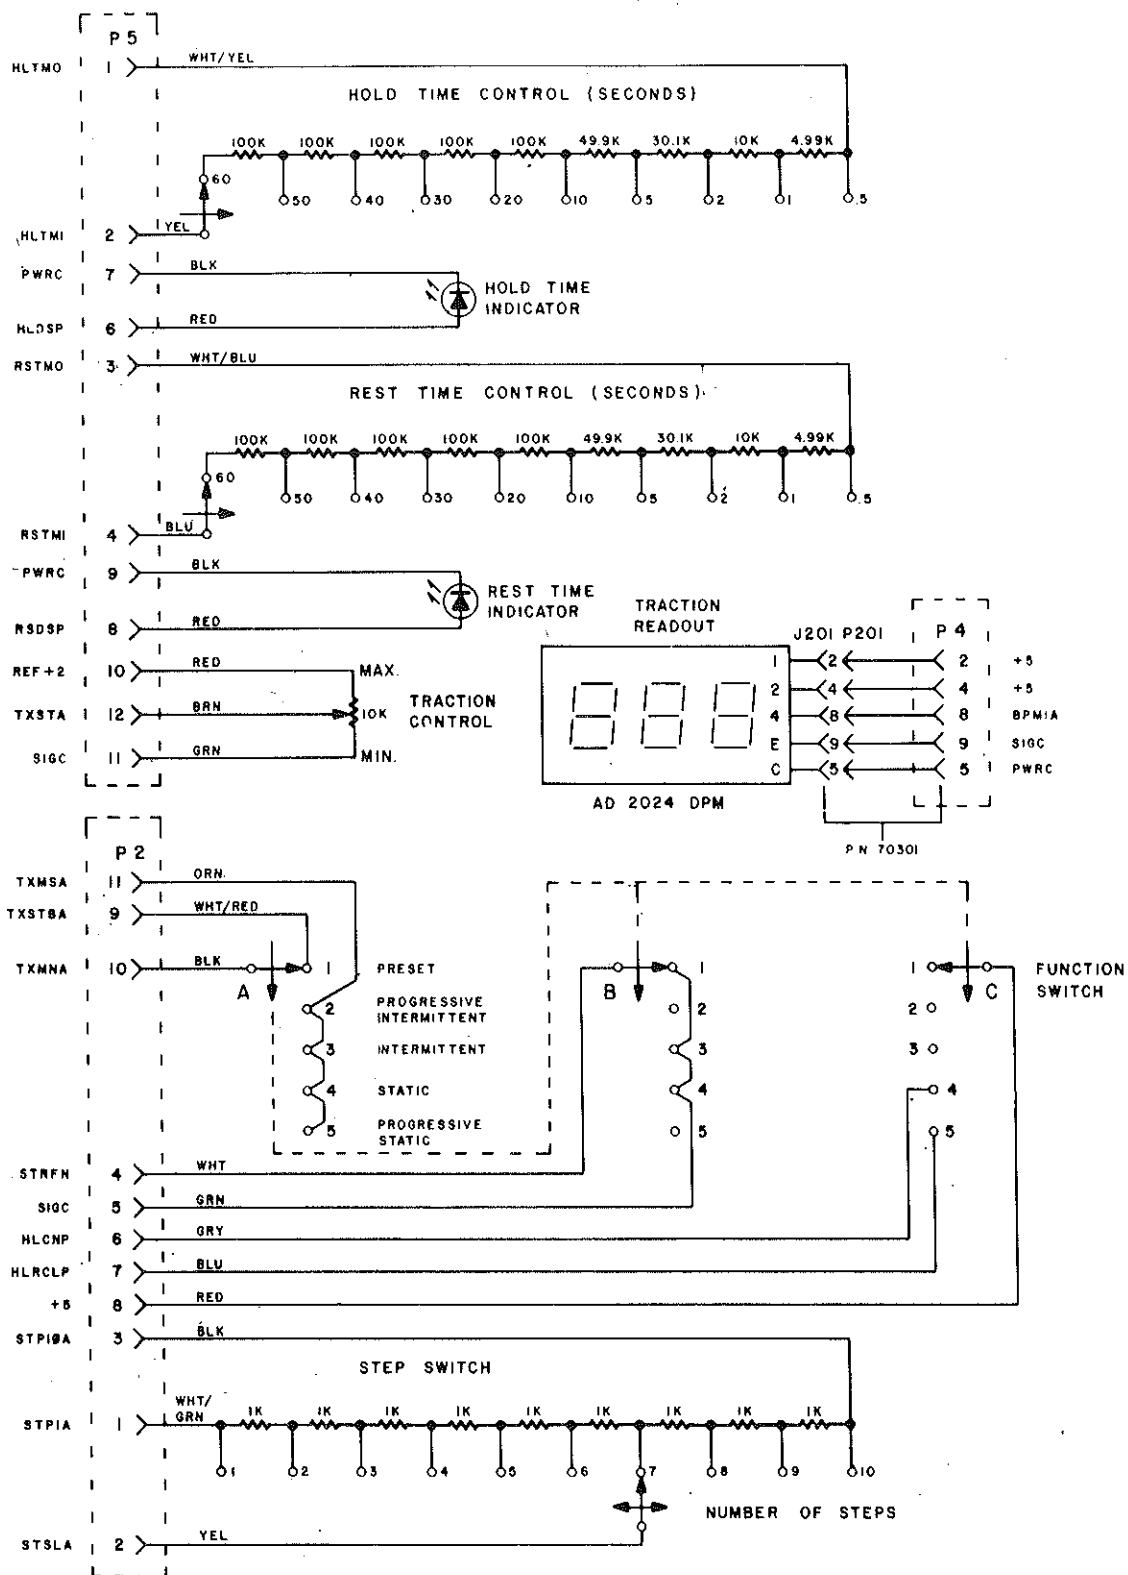 P5
HLTMO 1 WHT/YEL
HOLD TIME CONTROL (SECONDS)
100K 100K 100K 100K 100K 49.9K 30.1K 10K 4.99K
60
50 40 30 20 10 5 2 1 .5
HLTMI 2 YEL
PWRC 7 BLK
HOLD TIME
INDICATOR
HLDSP 6 RED
RSTMO 3 WHT/BLU
REST TIME CONTROL (SECONDS)
100K 100K 100K 100K 100K 49.9K 30.1K 10K 4.99K
60
50 40 30 20 10 5 2 1 .5
RSTMI 4 BLU
PWRC 9 BLK
REST TIME
INDICATOR
RSDSP 8 RED
REF+2 10 RED MAX.
TXSTA 12 BRN 10K
TRACTION
CONTROL
SIGC 11 GRN MIN.
TRACTION
READOUT
J201 P201 P4
888
1 2 2 +5
2 4 4 +5
4 8 8 BPMIA
E 9 9 SIGC
C 5 5 PWRC
AD 2024 DPM
PN 70301
P2
TXMSA 11 ORN
TXSTBA 9 WHT/RED
TXMNA 10 BLK
A
1 PRESET
2 PROGRESSIVE
INTERMITTENT
3 INTERMITTENT
4 STATIC
5 PROGRESSIVE
STATIC
B
1
2
3
4
5
1
2
3
4
5
C
FUNCTION
SWITCH
STRFN 4 WHT
SIGC 5 GRN
HLCNP 6 GRY
HLRCLP 7 BLU
+5 8 RED
STPIØA 3 BLK
STEP SWITCH
STPIA 1 WHT/
GRN
1K 1K 1K 1K 1K 1K 1K 1K 1K
1 2 3 4 5 6 7 8 9 10
NUMBER OF STEPS
STSLA 2 YEL